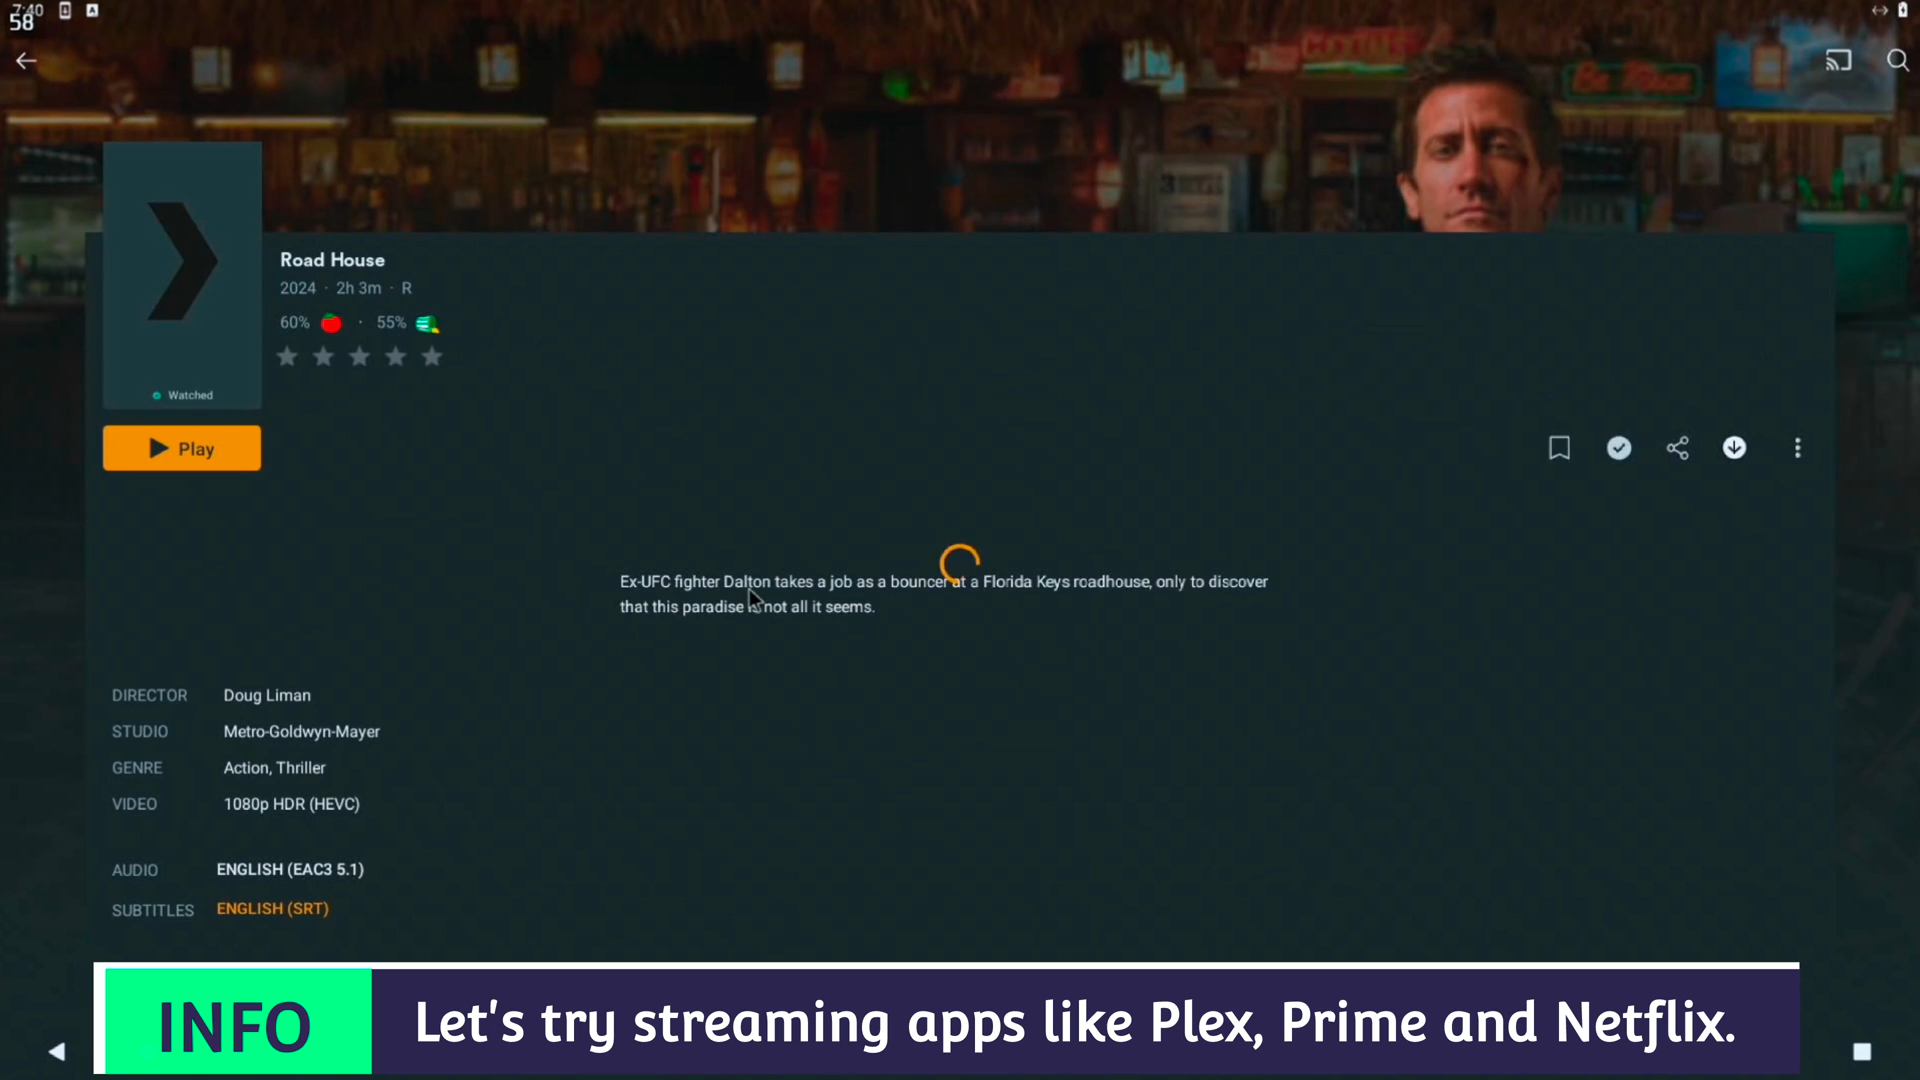 7:40
58
Road House
2024 · 2h 3m · R
60% · 55%
Watched
Play
Ex-UFC fighter Dalton takes a job as a bouncer at a Florida Keys roadhouse, only to discover
that this paradise is not all it seems.
DIRECTOR Doug Liman
STUDIO Metro-Goldwyn-Mayer
GENRE Action, Thriller
VIDEO 1080p HDR (HEVC)
AUDIO ENGLISH (EAC3 5.1)
SUBTITLES ENGLISH (SRT)
INFO Let's try streaming apps like Plex, Prime and Netflix.